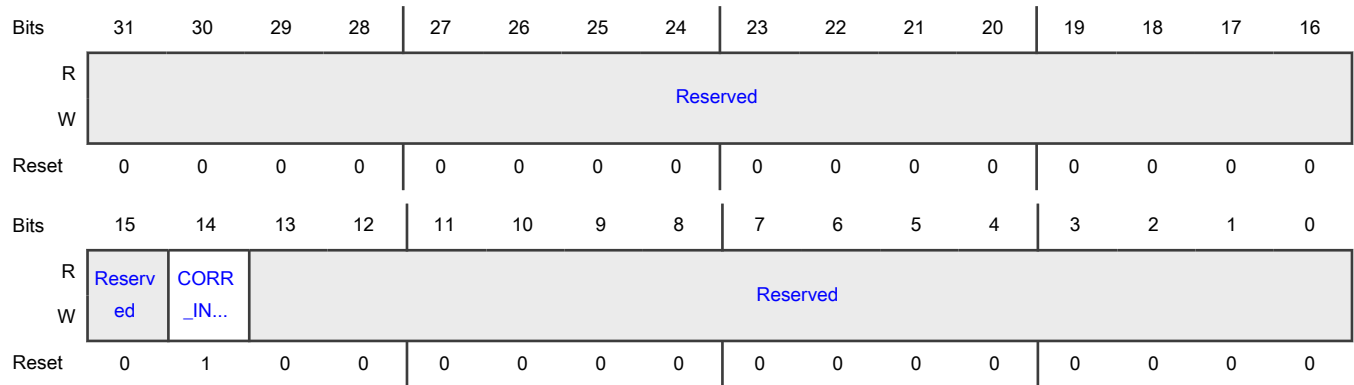 Bits 31 30 29 28 27 26 25 24 23 22 21 20 19 18 17 16
R
Reserved
W
Reset 0 0 0 0 0 0 0 0 0 0 0 0 0 0 0 0
Bits 15 14 13 12 11 10 9 8 7 6 5 4 3 2 1 0
R Reserv CORR
Reserved
W ed _IN...
Reset 0 1 0 0 0 0 0 0 0 0 0 0 0 0 0 0